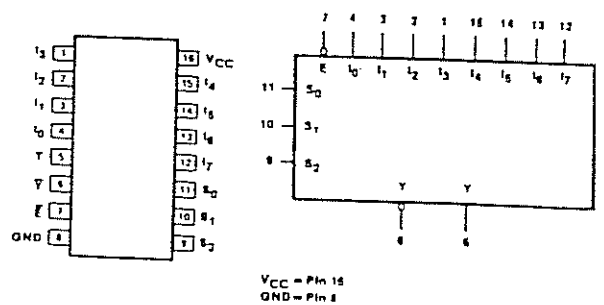 I₃ 1 16 V_CC
I₂ 2 15 I₄
I₁ 3 14 I₅
I₀ 4 13 I₆
Y 5 12 I₇
Y̅ 6 11 S₀
E̅ 7 10 S₁
GND 8 9 S₂
7 4 3 2 1 15 14 13 12
E̅ I₀ I₁ I₂ I₃ I₄ I₅ I₆ I₇
11 S₀
10 S₁
9 S₂
Y Y
6
V_CC = Pin 16
GND = Pin 8